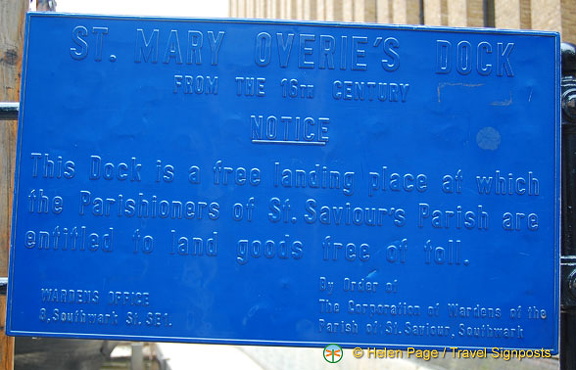 ST. MARY OVERIE'S DOCK
FROM THE 16TH CENTURY
NOTICE
This Dock is a free landing place at which
the Parishioners of St. Saviour's Parish are
entitled to land goods free of toll.
WARDENS OFFICE
8, Southwark St. SE1.
By Order of
The Corporation of Wardens of the
Parish of St. Saviour, Southwark
© Helen Page / Travel Signposts